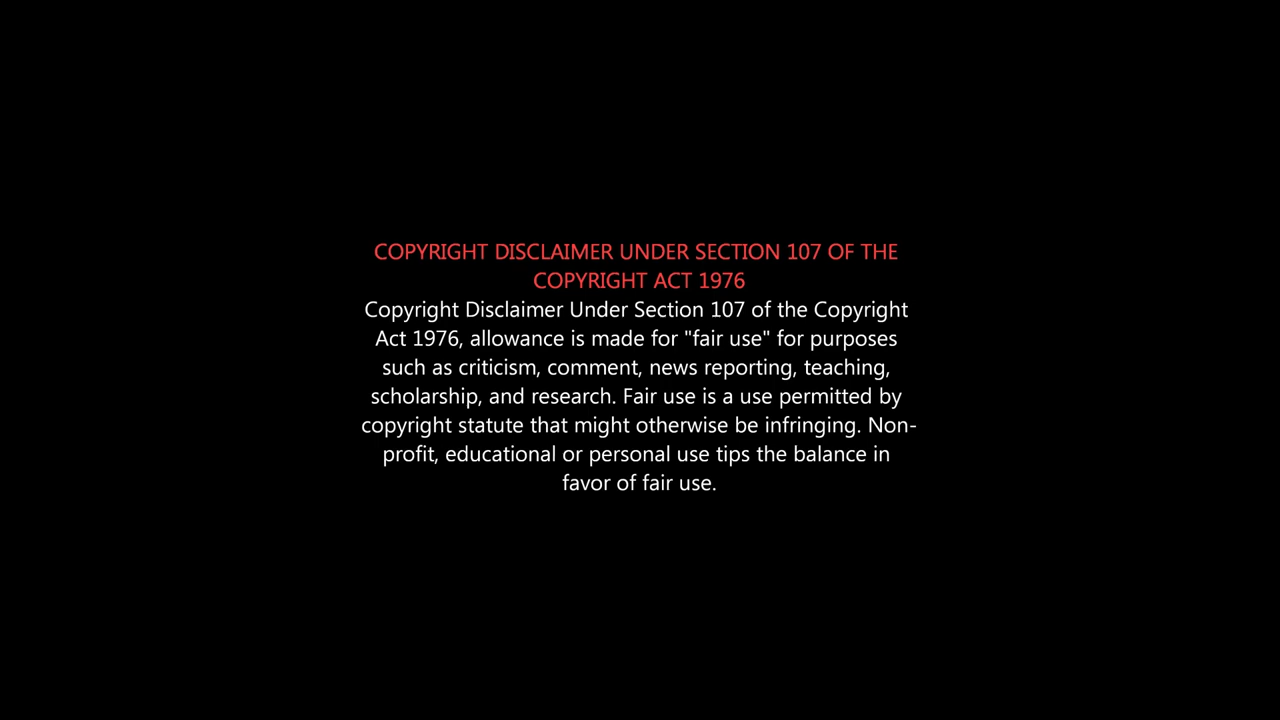 COPYRIGHT DISCLAIMER UNDER SECTION 107 OF THE
COPYRIGHT ACT 1976
Copyright Disclaimer Under Section 107 of the Copyright
Act 1976, allowance is made for "fair use" for purposes
such as criticism, comment, news reporting, teaching,
scholarship, and research. Fair use is a use permitted by
copyright statute that might otherwise be infringing. Non-
profit, educational or personal use tips the balance in
favor of fair use.